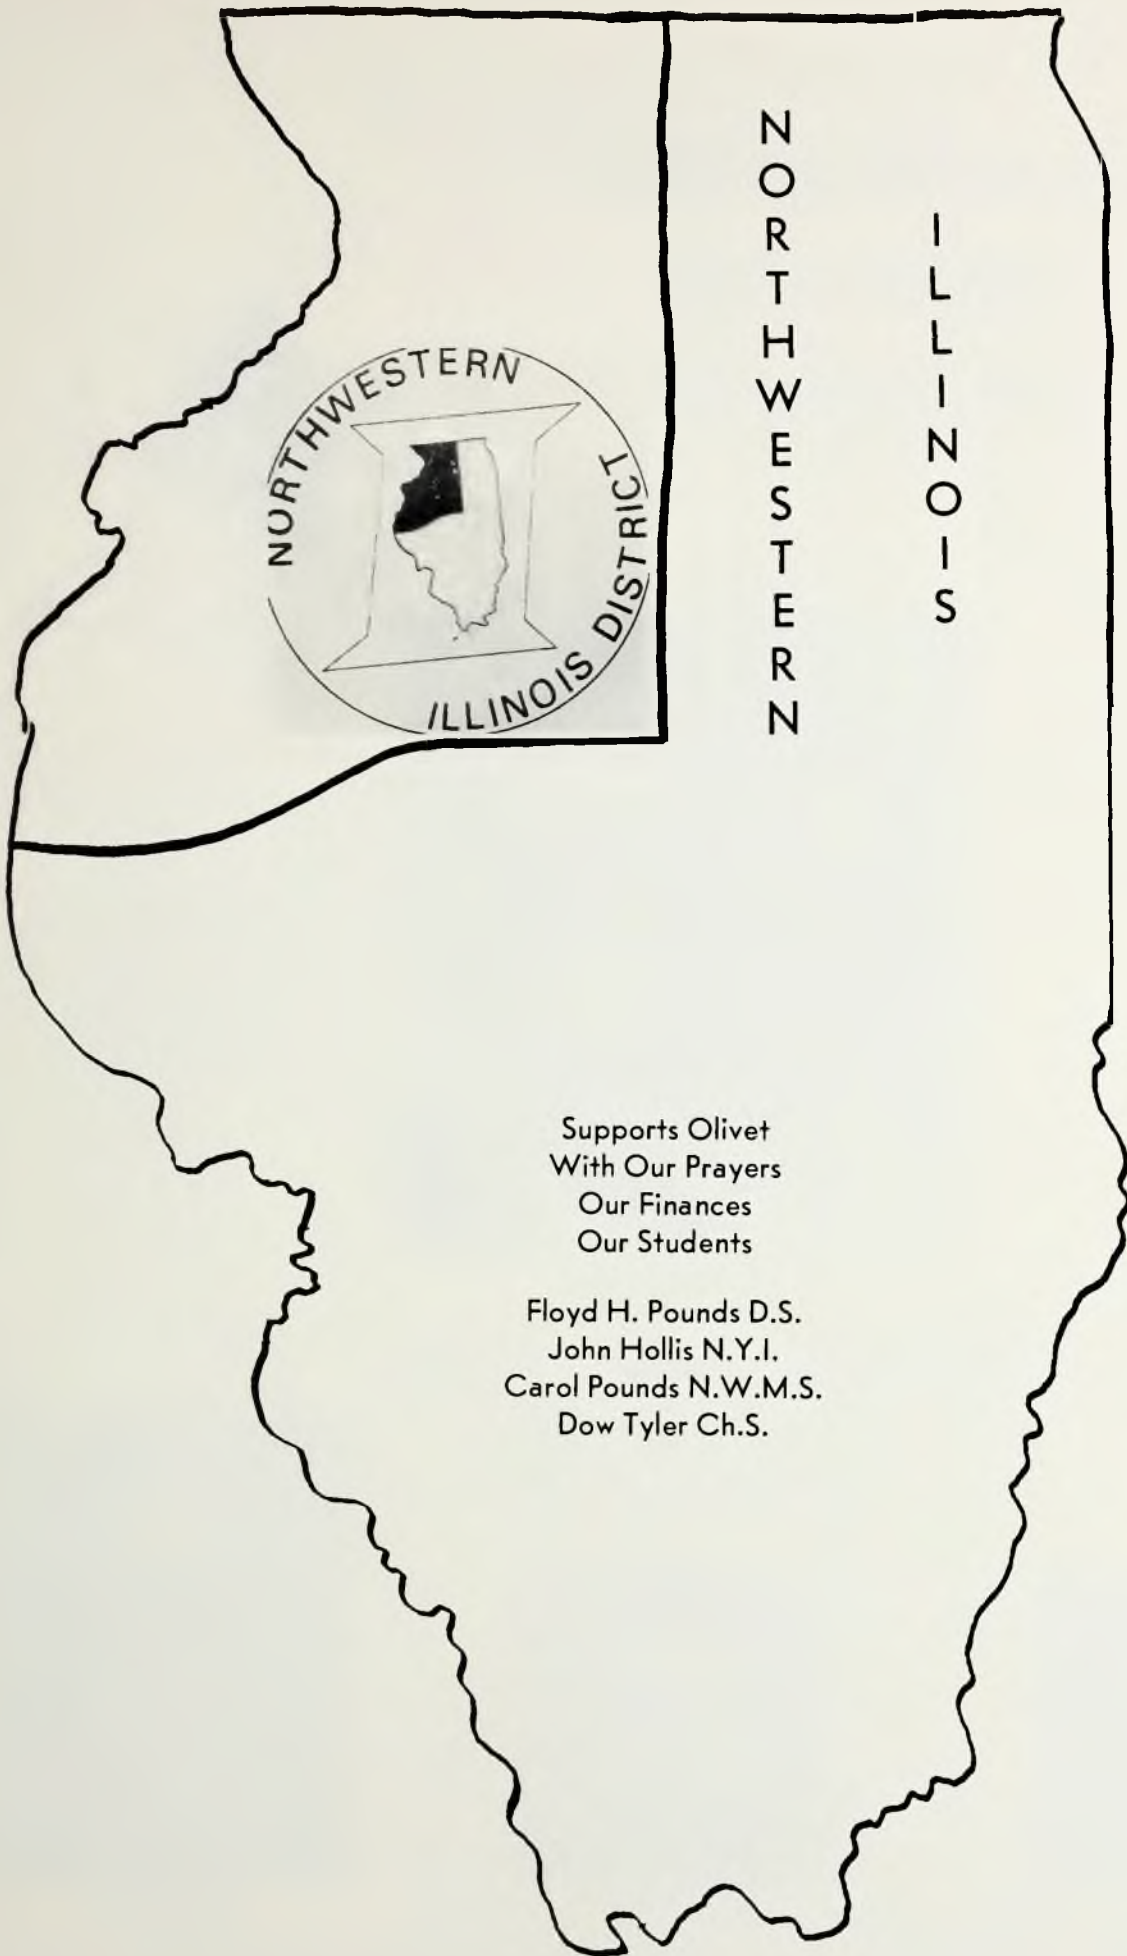 NORTHWESTERN
ILLINOIS
NORTHWESTERN
ILLINOIS DISTRICT
Supports Olivet
With Our Prayers
Our Finances
Our Students
Floyd H. Pounds D.S.
John Hollis N.Y.I.
Carol Pounds N.W.M.S.
Dow Tyler Ch.S.